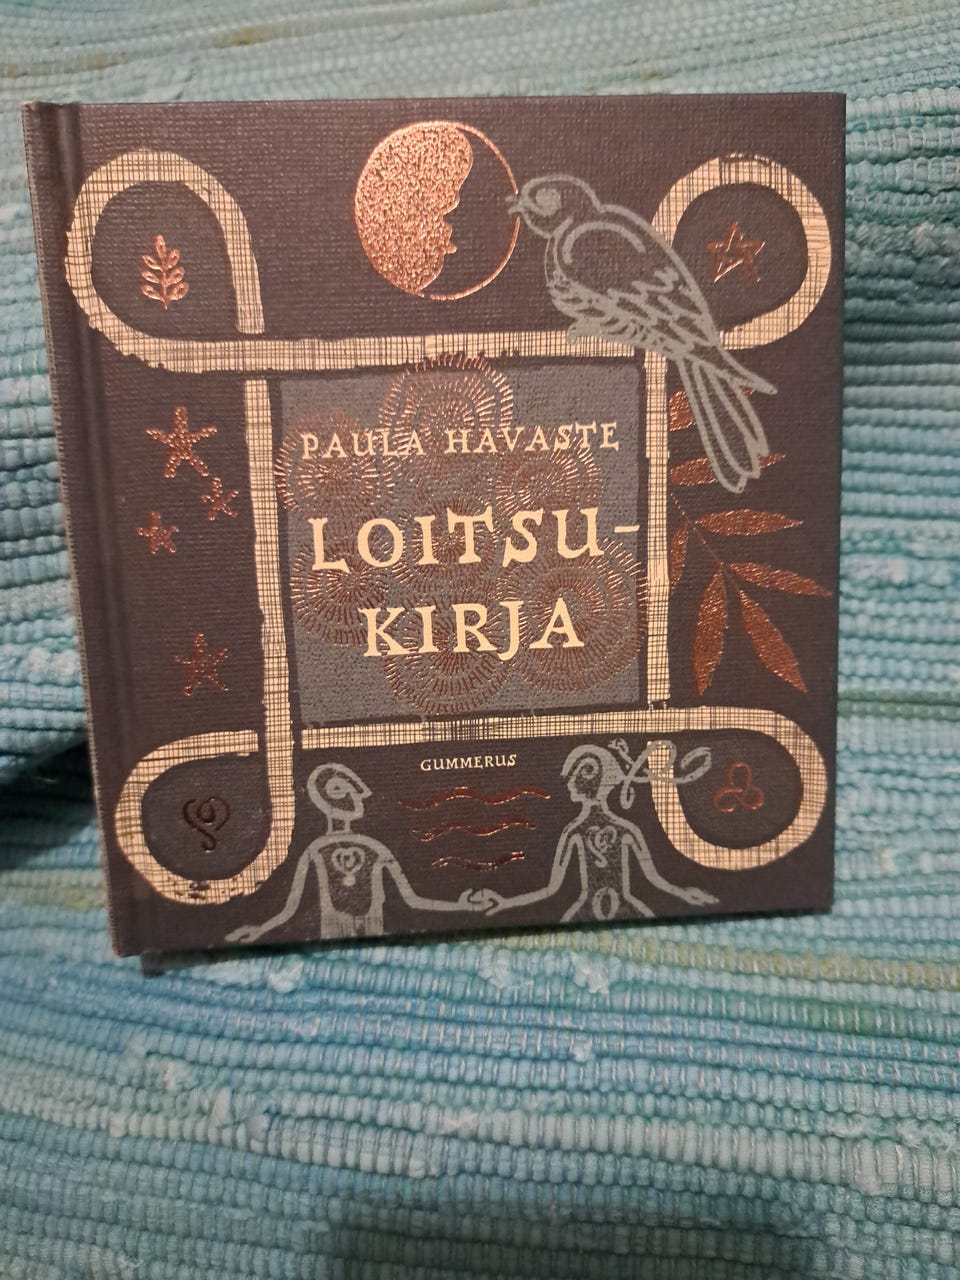 PAULA HAVASTE
LOITSU-
KIRJA
GUMMERUS